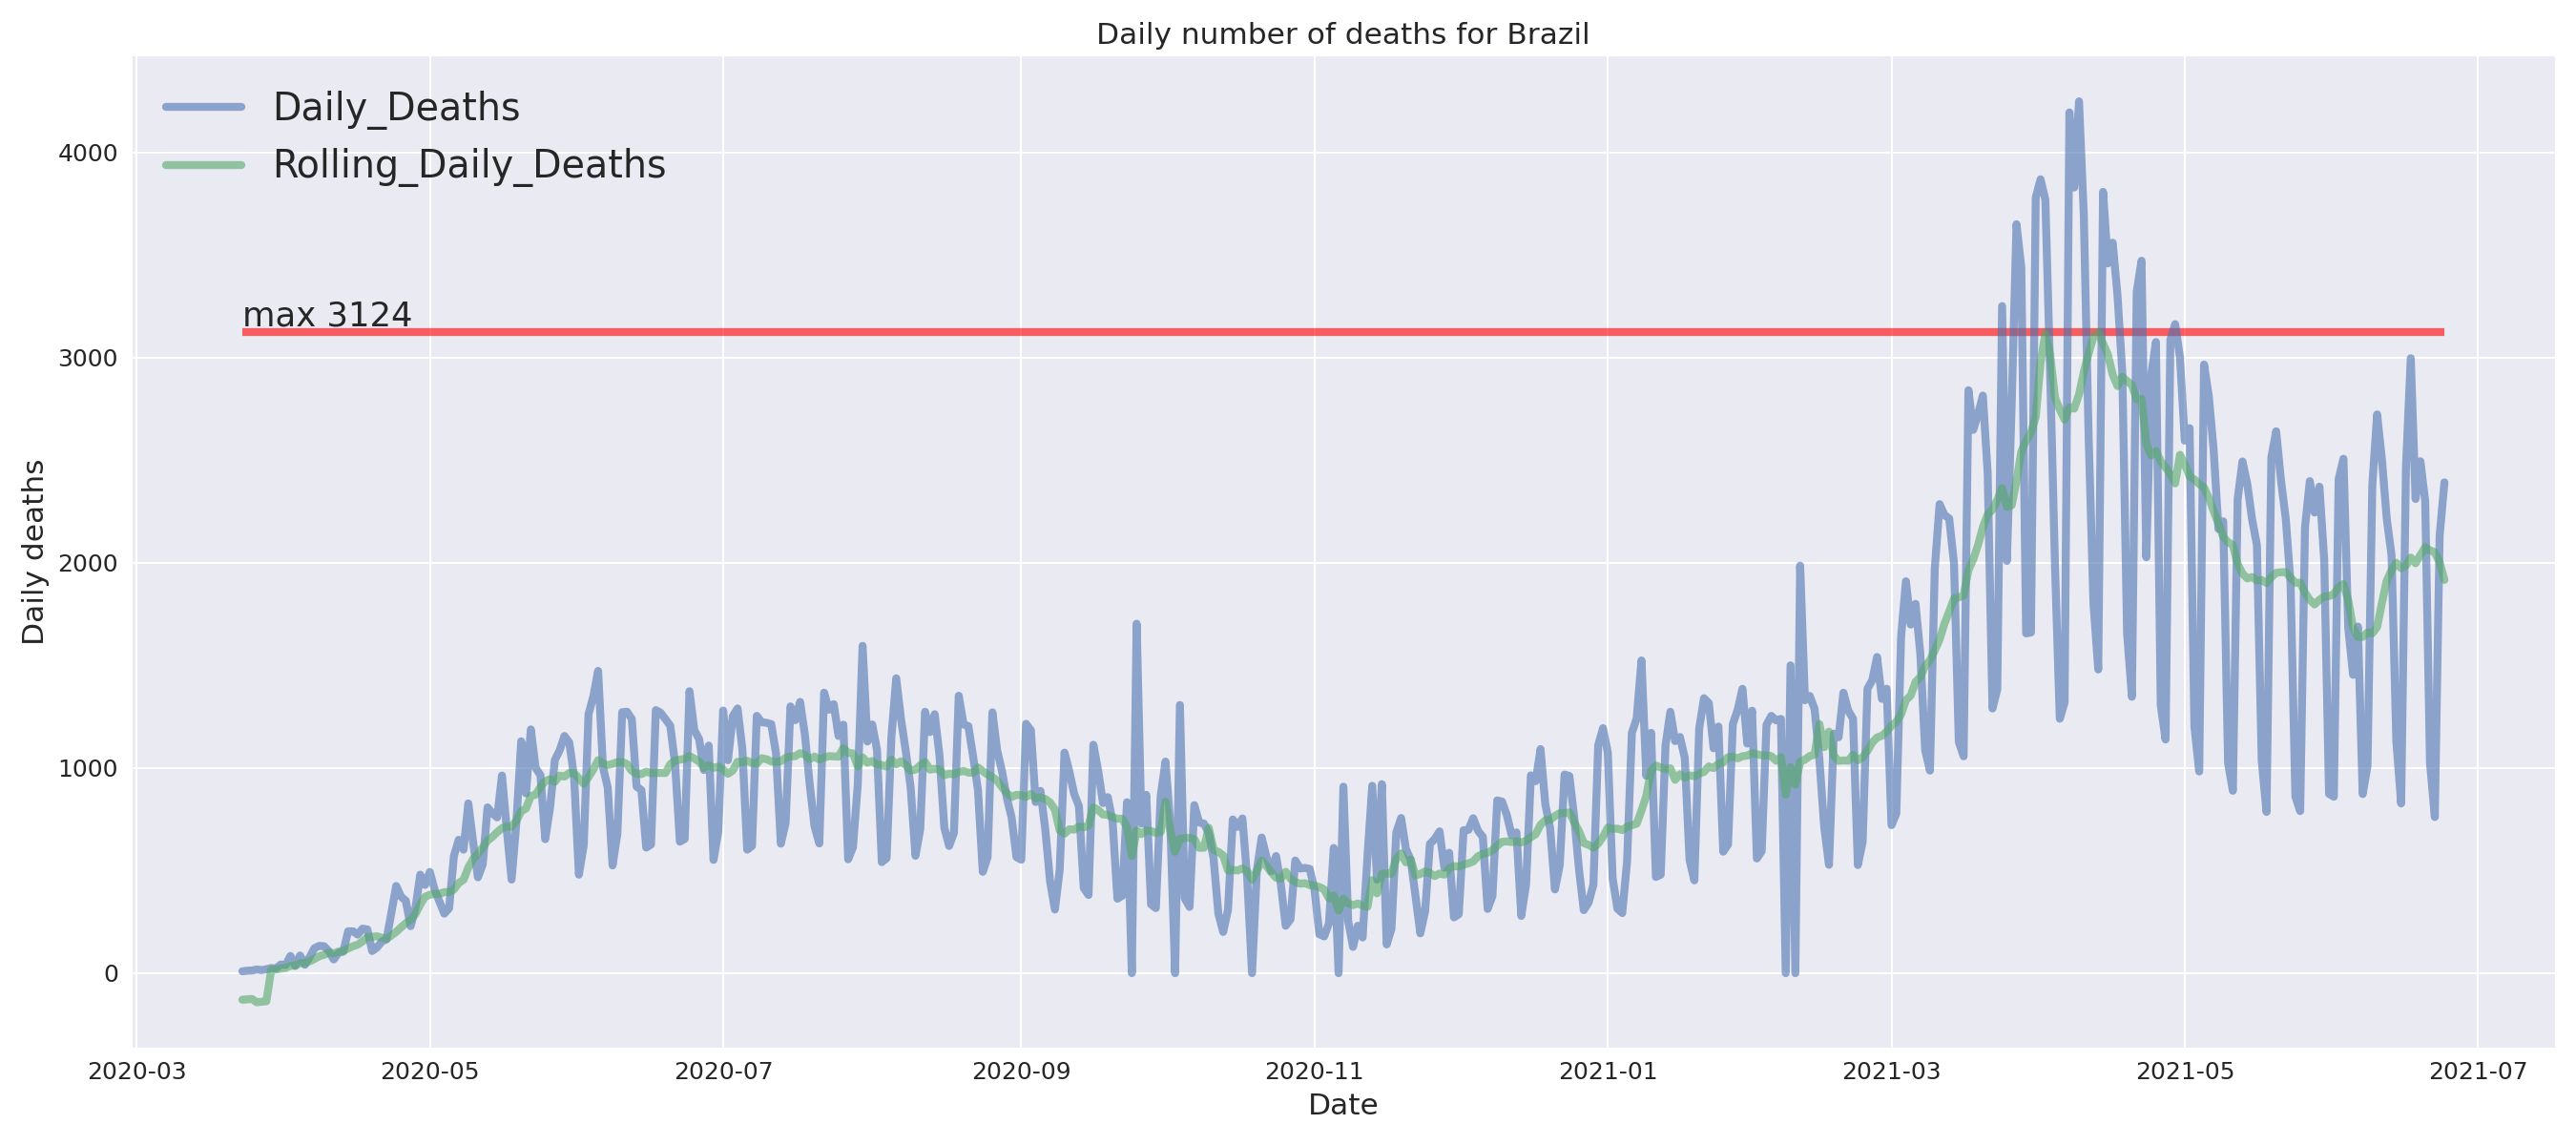 Daily number of deaths for Brazil
Daily_Deaths
Rolling_Daily_Deaths
max 3124
Daily deaths
4000
3000
2000
1000
0
2020-03 2020-05 2020-07 2020-09 2020-11 2021-01 2021-03 2021-05 2021-07
Date